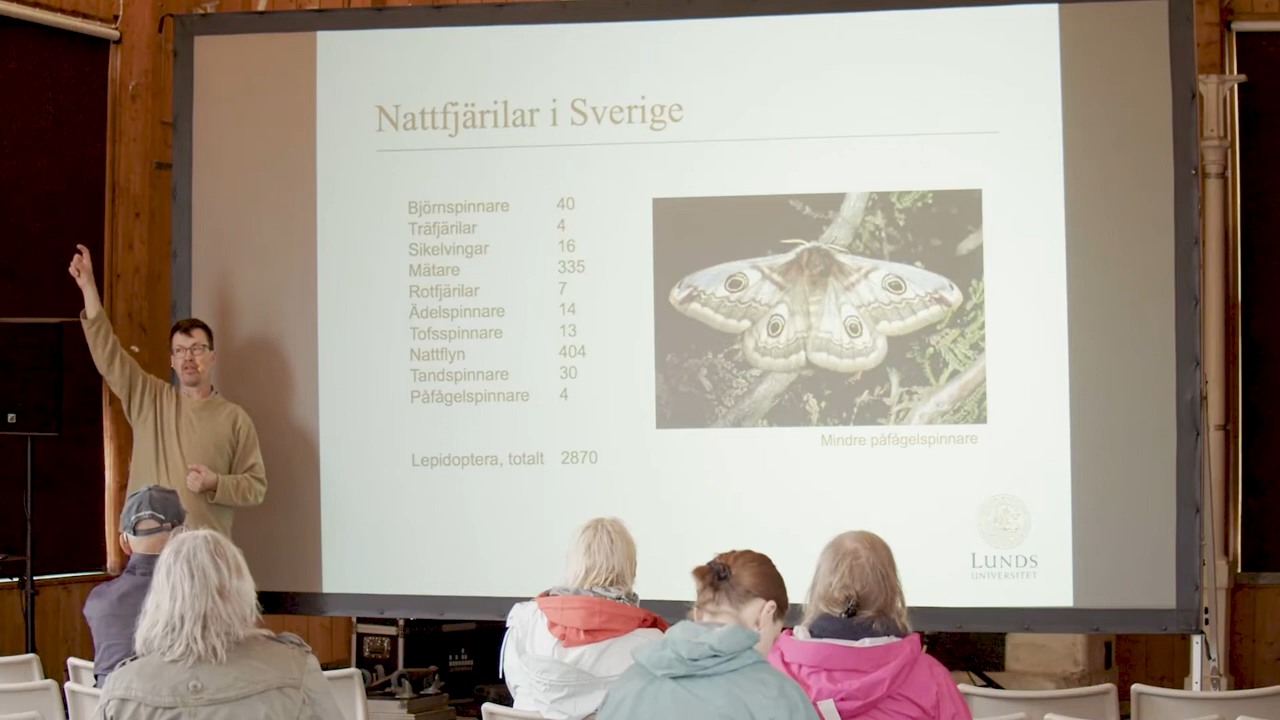 Nattfjärilar i Sverige
Björnspinnare 40
Träfjärilar 4
Sikelvingar 16
Mätare 335
Rotfjärilar 7
Ädelspinnare 14
Tofsspinnare 13
Nattflyn 404
Tandspinnare 30
Påfågelspinnare 4
Lepidoptera, totalt 2870
Mindre påfågelspinnare
LUNDS
UNIVERSITET